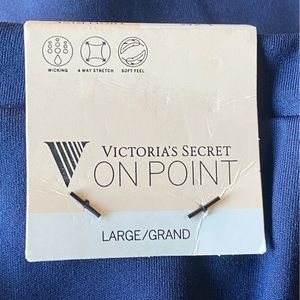 WICKING 4 WAY STRETCH SOFT FEEL
VICTORIA'S SECRET
ON POINT
LARGE/GRAND